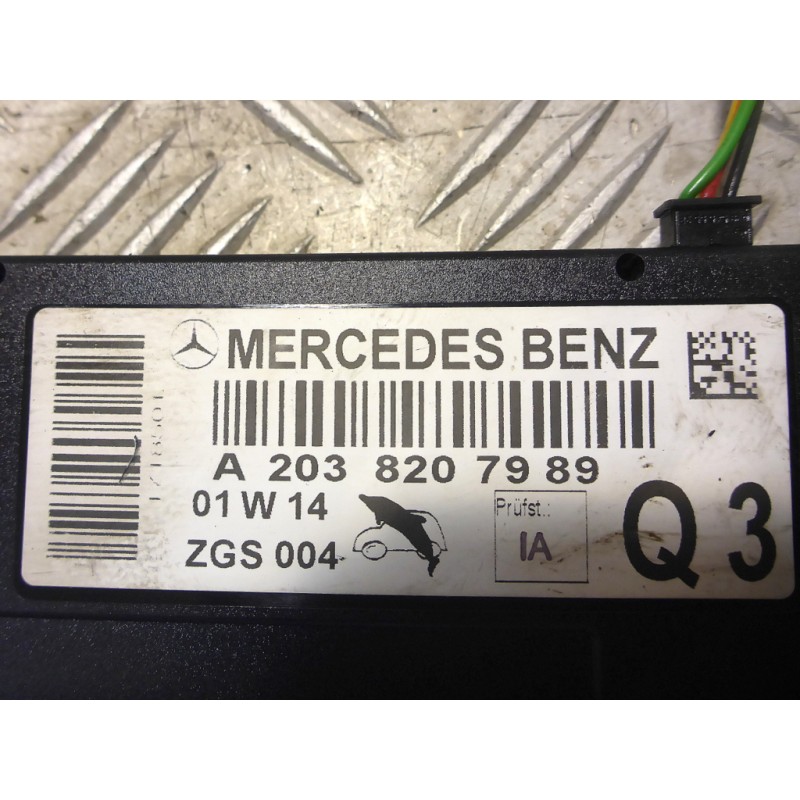 MERCEDES BENZ
A 203 820 79 89
01 W 14
ZGS 004
Prüfst.:
IA
Q 3